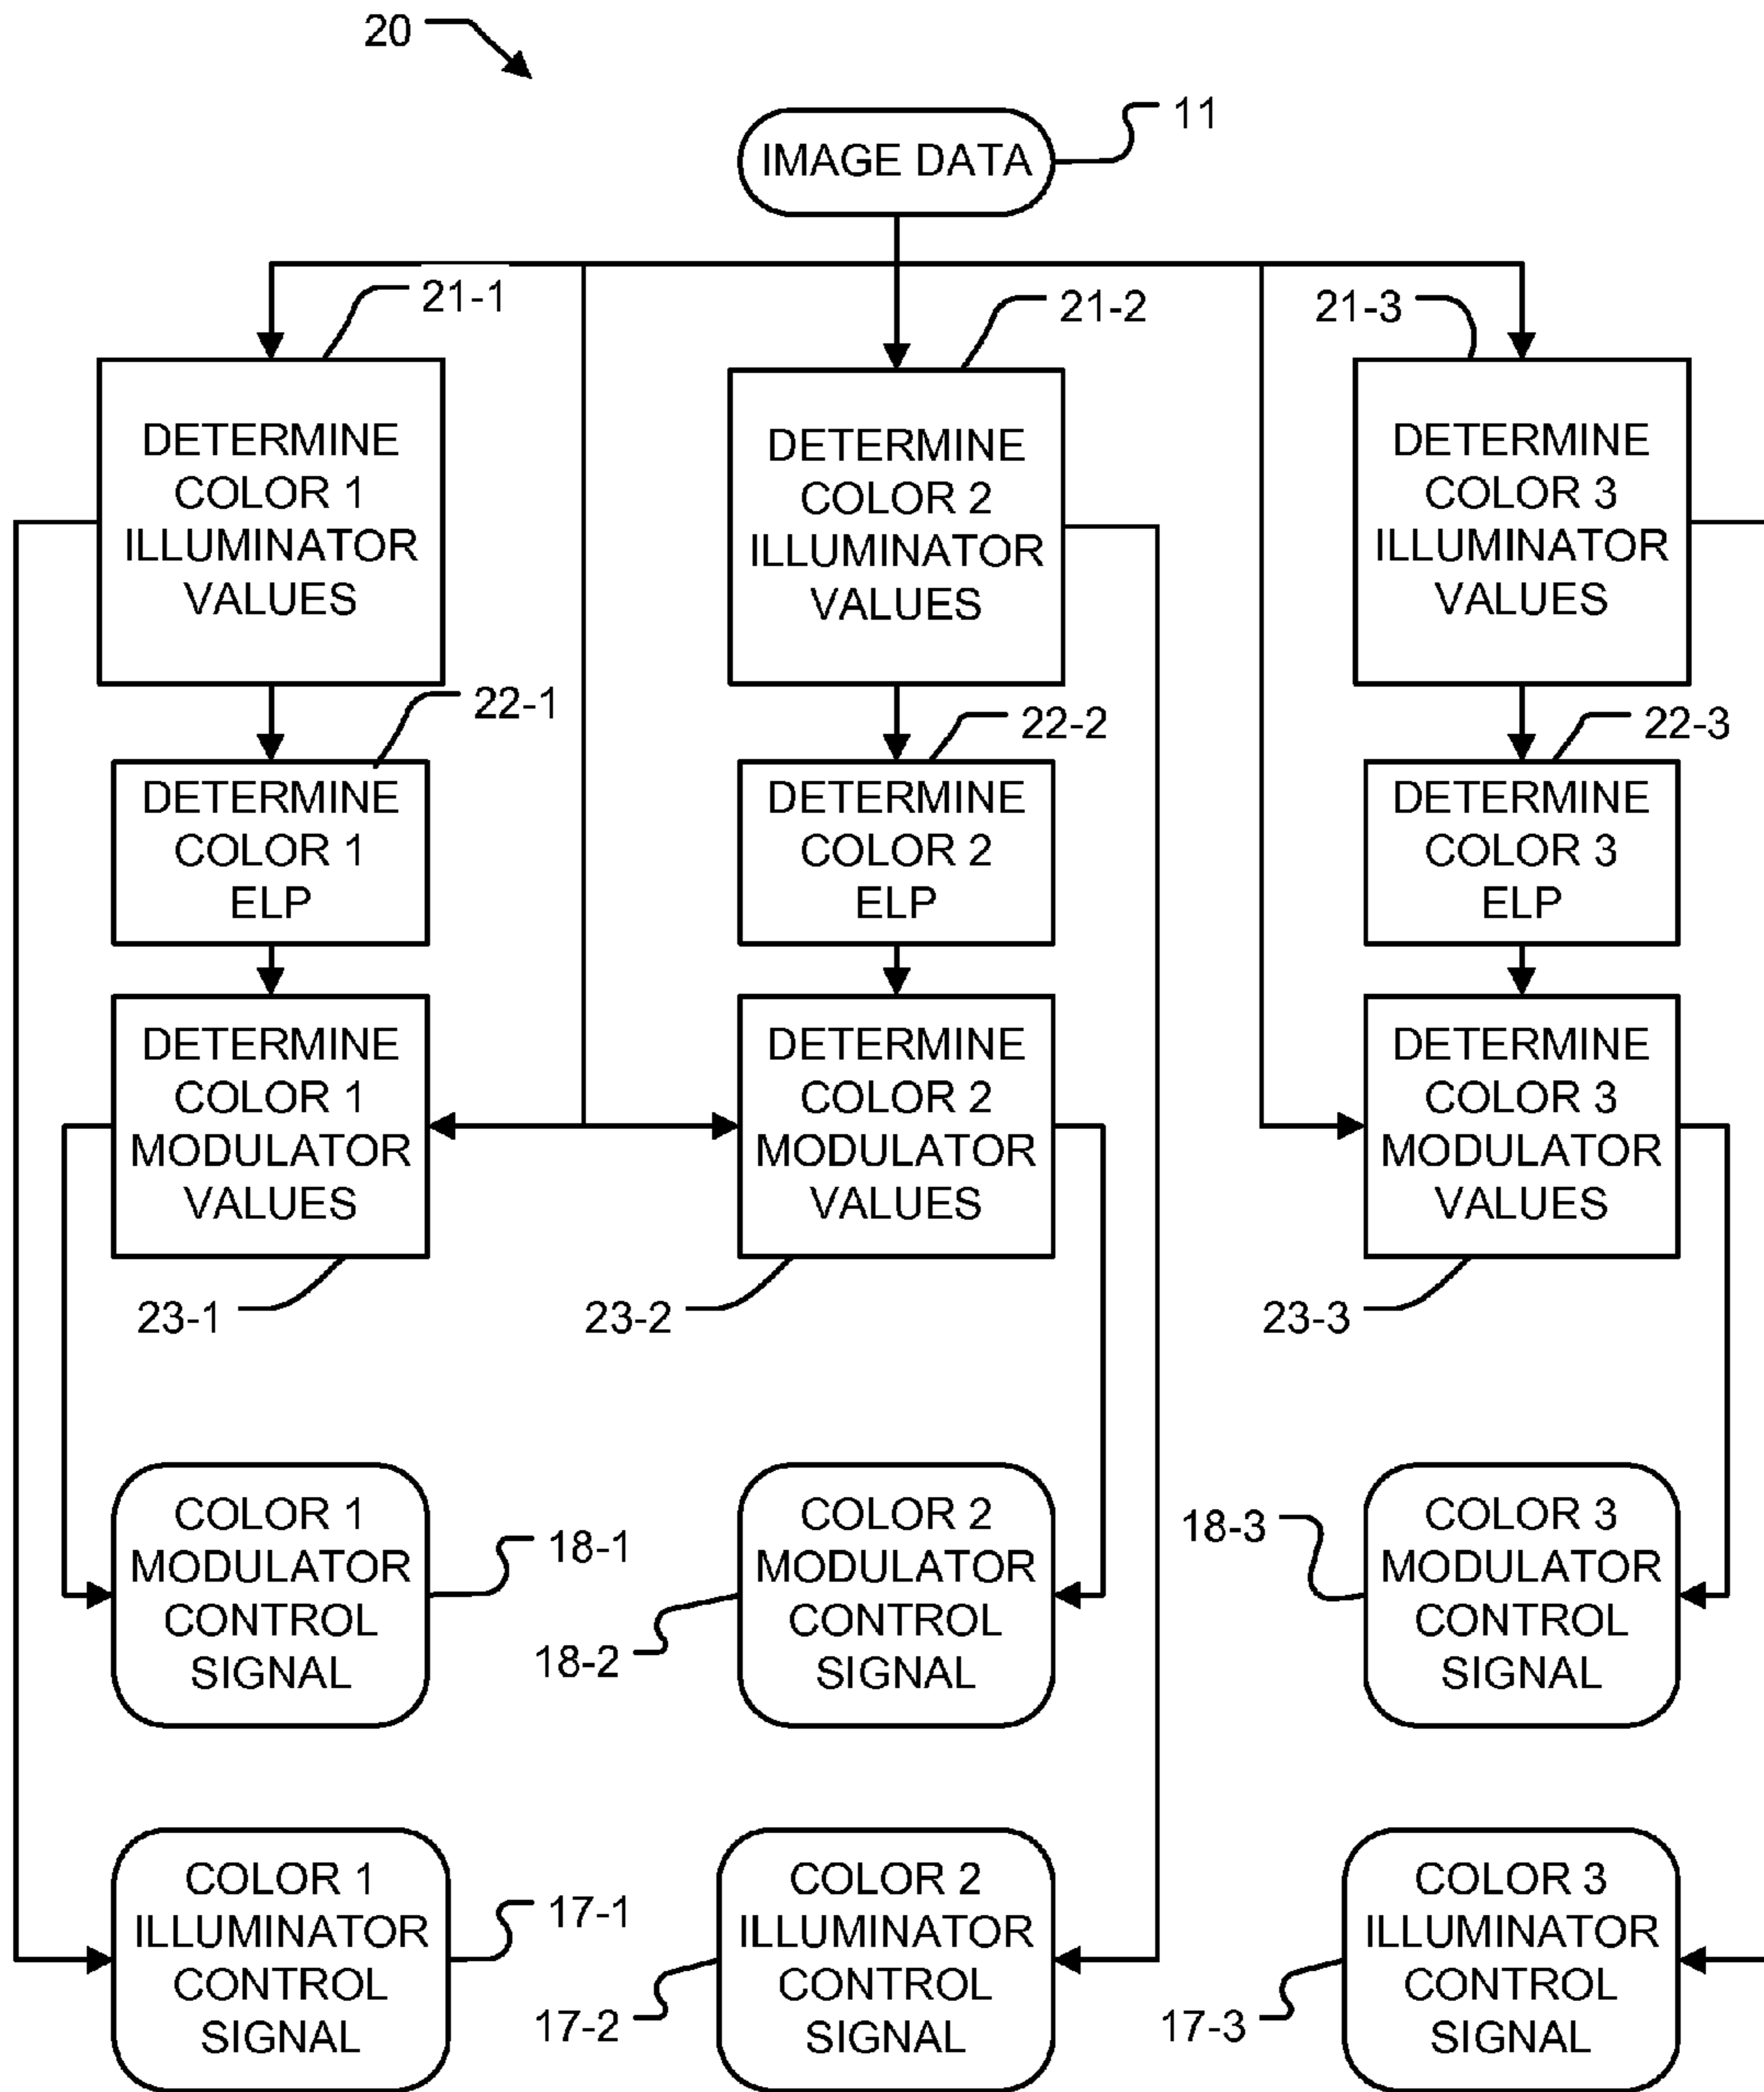 20
11
IMAGE DATA
21-1
21-2
21-3
DETERMINE
COLOR 1
ILLUMINATOR
VALUES
DETERMINE
COLOR 2
ILLUMINATOR
VALUES
DETERMINE
COLOR 3
ILLUMINATOR
VALUES
22-1
22-2
22-3
DETERMINE
COLOR 1
ELP
DETERMINE
COLOR 2
ELP
DETERMINE
COLOR 3
ELP
DETERMINE
COLOR 1
MODULATOR
VALUES
DETERMINE
COLOR 2
MODULATOR
VALUES
DETERMINE
COLOR 3
MODULATOR
VALUES
23-1
23-2
23-3
COLOR 1
MODULATOR
CONTROL
SIGNAL
18-1
COLOR 2
MODULATOR
CONTROL
SIGNAL
18-2
18-3
COLOR 3
MODULATOR
CONTROL
SIGNAL
COLOR 1
ILLUMINATOR
CONTROL
SIGNAL
17-1
COLOR 2
ILLUMINATOR
CONTROL
SIGNAL
17-2
COLOR 3
ILLUMINATOR
CONTROL
SIGNAL
17-3